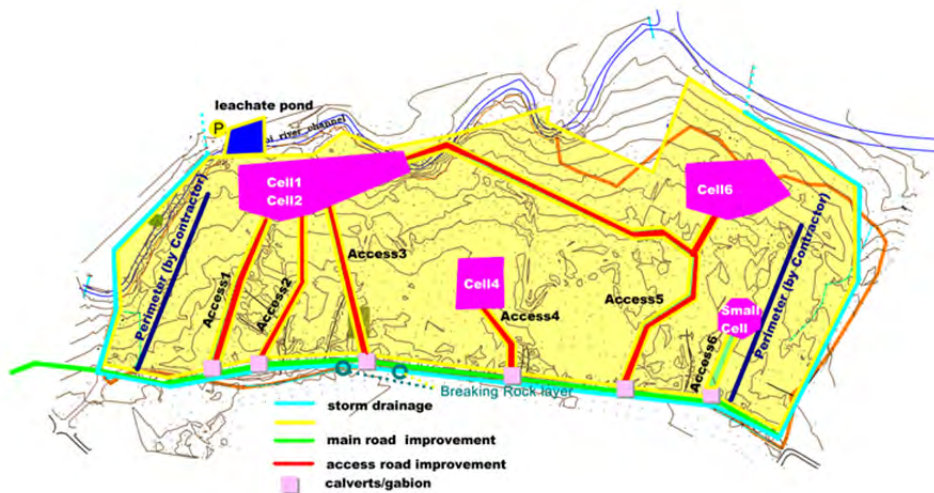 leachate pond
P
ai river channel
Cell1
Cell2
Cell6
Perimeter (by Contractor)
Access1
Access2
Access3
Cell4
Access4
Access5
Small
Cell
Access6
Perimeter (by Contractor)
Breaking Rock layer
storm drainage
main road improvement
access road improvement
calverts/gabion